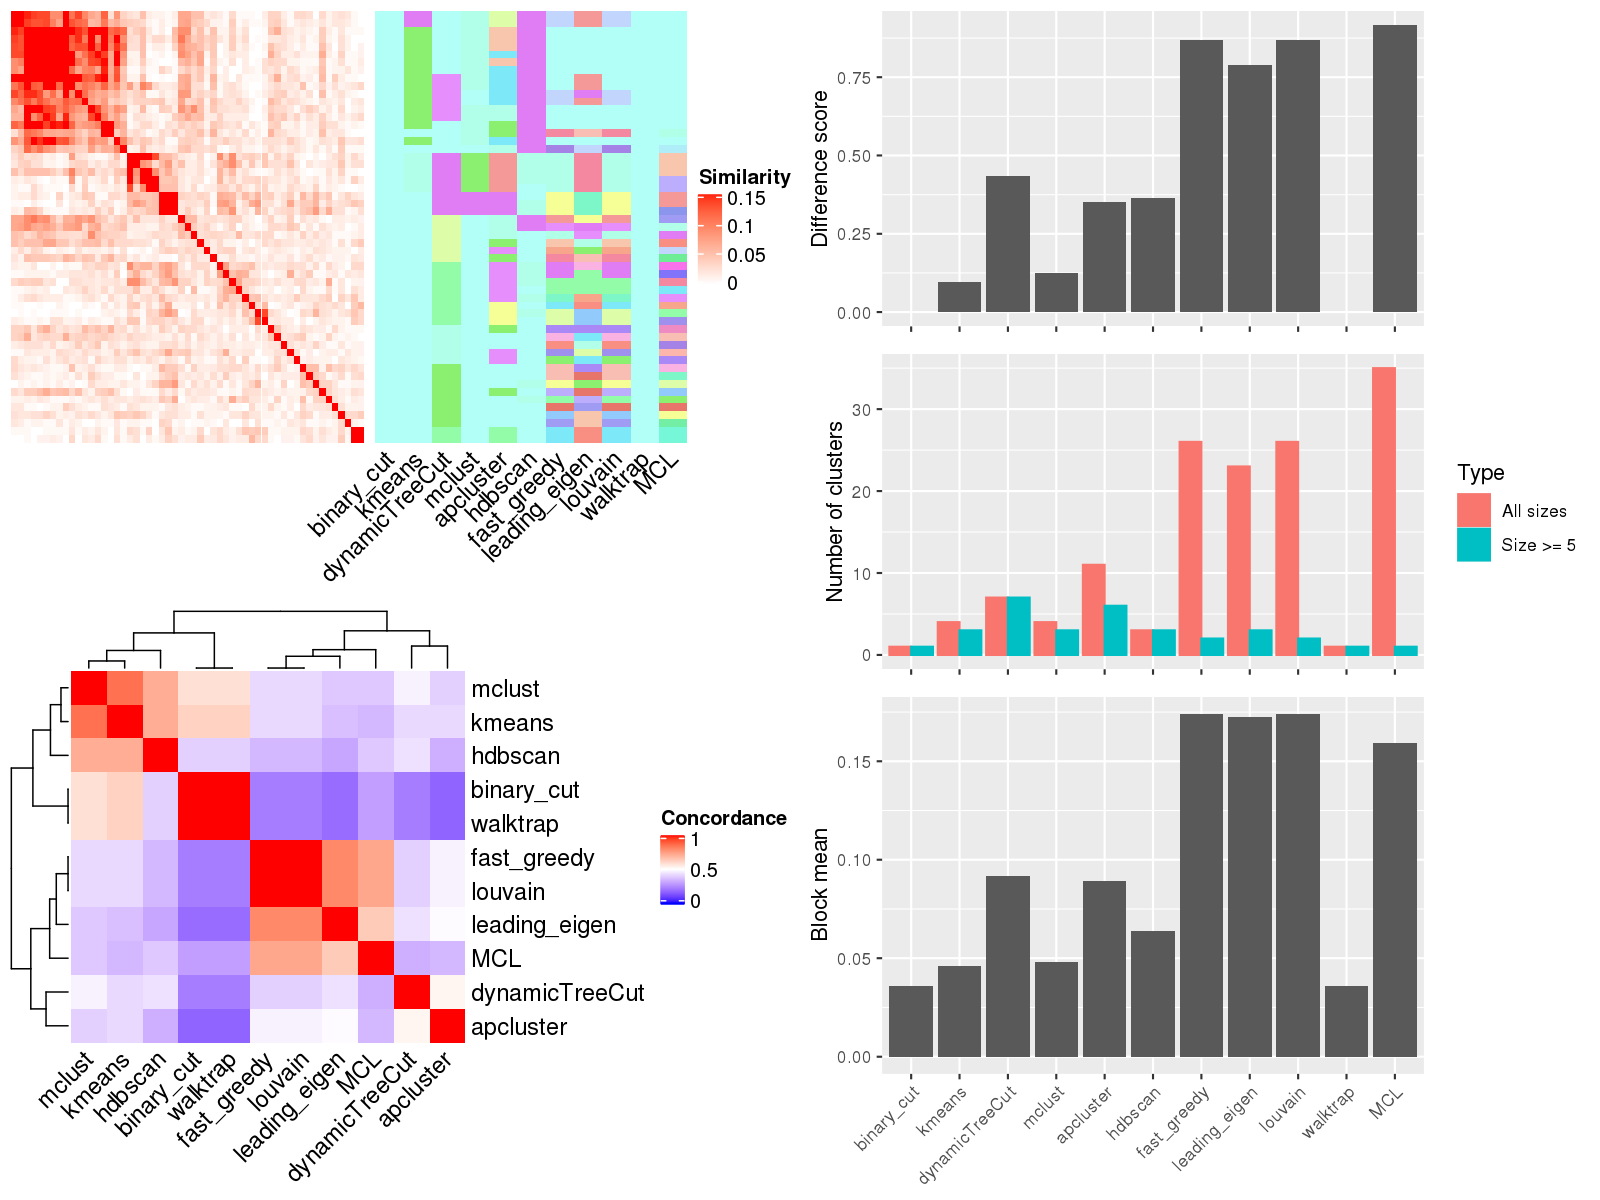 Similarity
0.15
0.1
0.05
0
binary_cut
kmeans
dynamicTreeCut
mclust
apcluster
hdbscan
fast_greedy
leading_eigen
louvain
walktrap
MCL
mclust
kmeans
hdbscan
binary_cut
walktrap
fast_greedy
louvain
leading_eigen
MCL
dynamicTreeCut
apcluster
mclust
kmeans
hdbscan
binary_cut
walktrap
fast_greedy
louvain
leading_eigen
MCL
dynamicTreeCut
apcluster
Concordance
1
0.5
0
Difference score
0.75
0.50
0.25
0.00
Number of clusters
30
20
10
0
Type
All sizes
Size >= 5
Block mean
0.15
0.10
0.05
0.00
binary_cut
kmeans
dynamicTreeCut
mclust
apcluster
hdbscan
fast_greedy
leading_eigen
louvain
walktrap
MCL